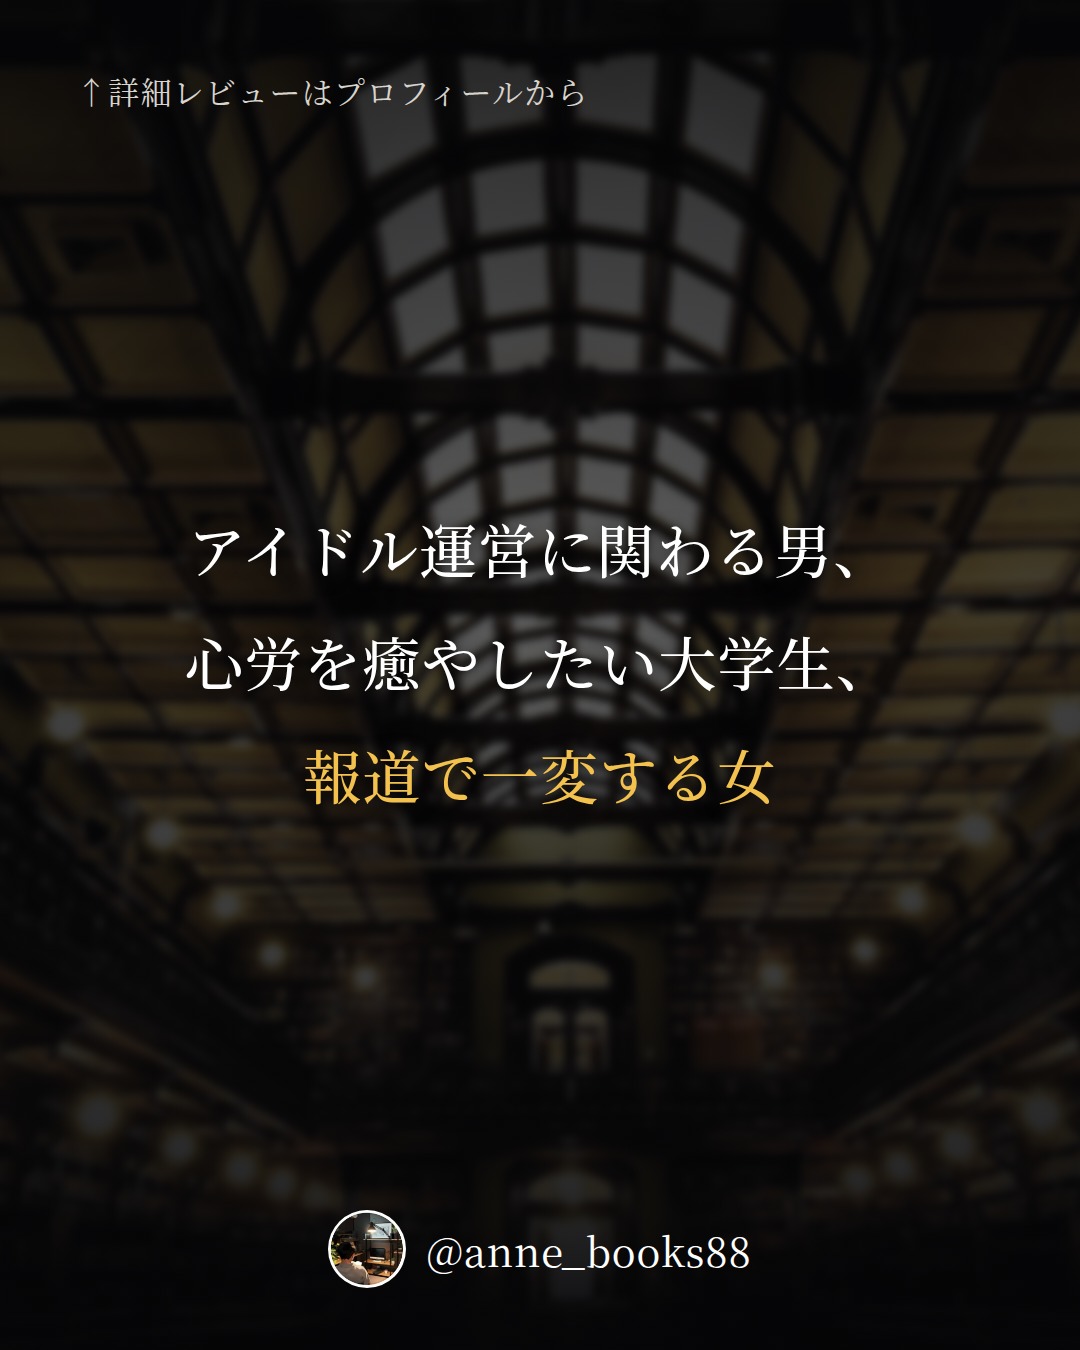 ↑詳細レビューはプロフィールから
アイドル運営に関わる男、
心労を癒やしたい大学生、
報道で一変する女
@anne_books88